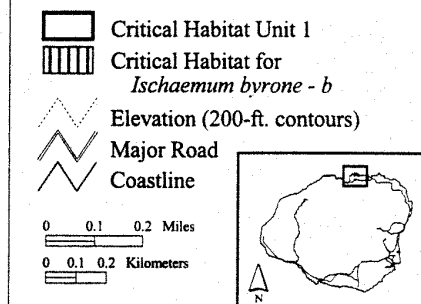 Critical Habitat Unit 1
Critical Habitat for
Ischaemum byrone - b
Elevation (200-ft. contours)
Major Road
Coastline
0 0.1 0.2 Miles
0 0.1 0.2 Kilometers
N